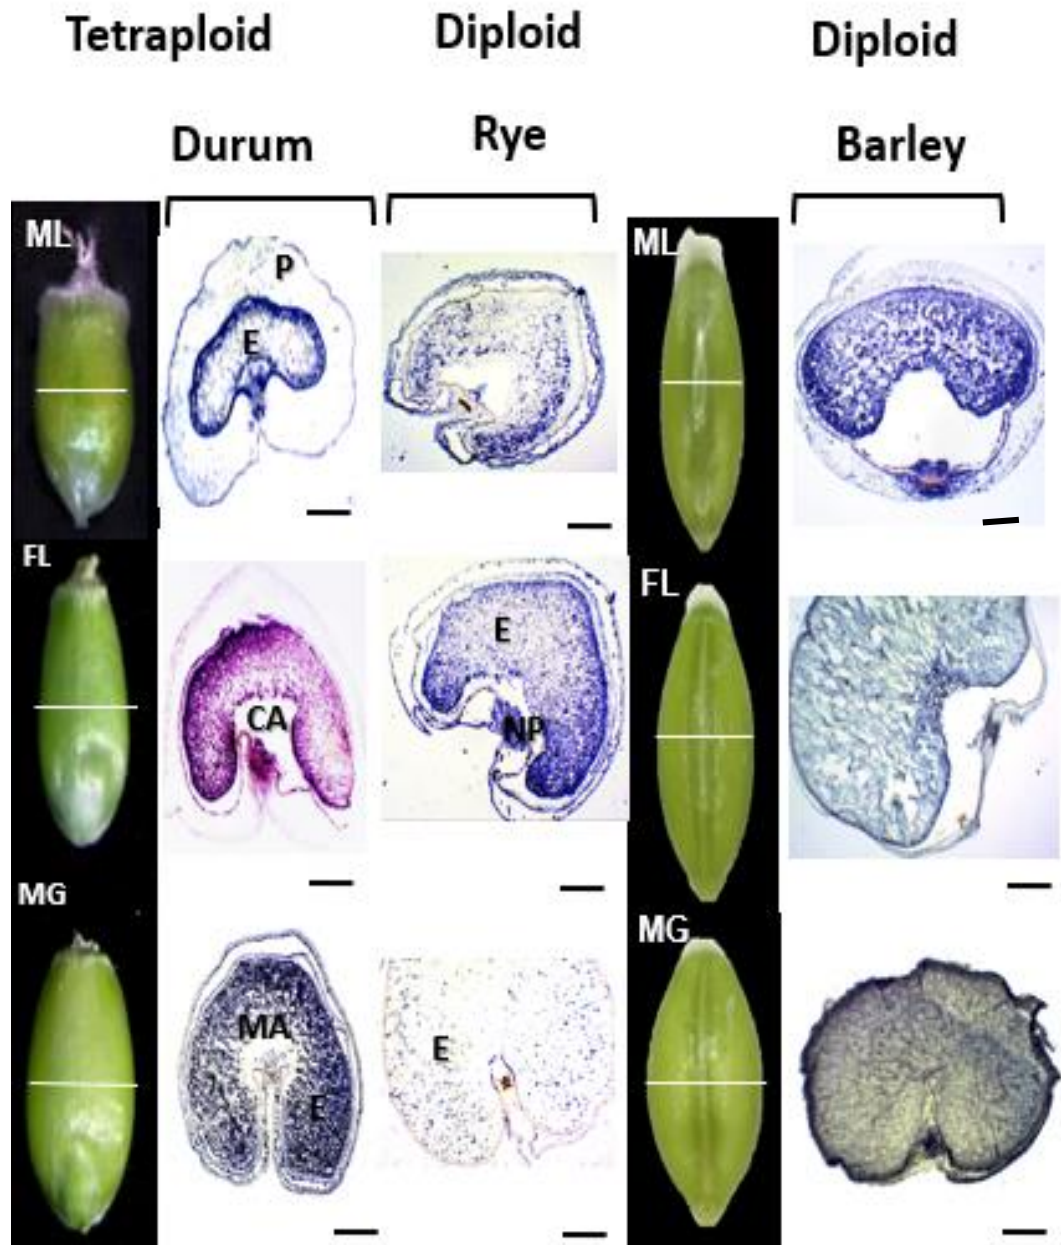 Tetraploid
Diploid
Diploid
Durum
Rye
Barley
ML
P
E
ML
FL
CA
E
NP
FL
MG
MA
E
E
MG